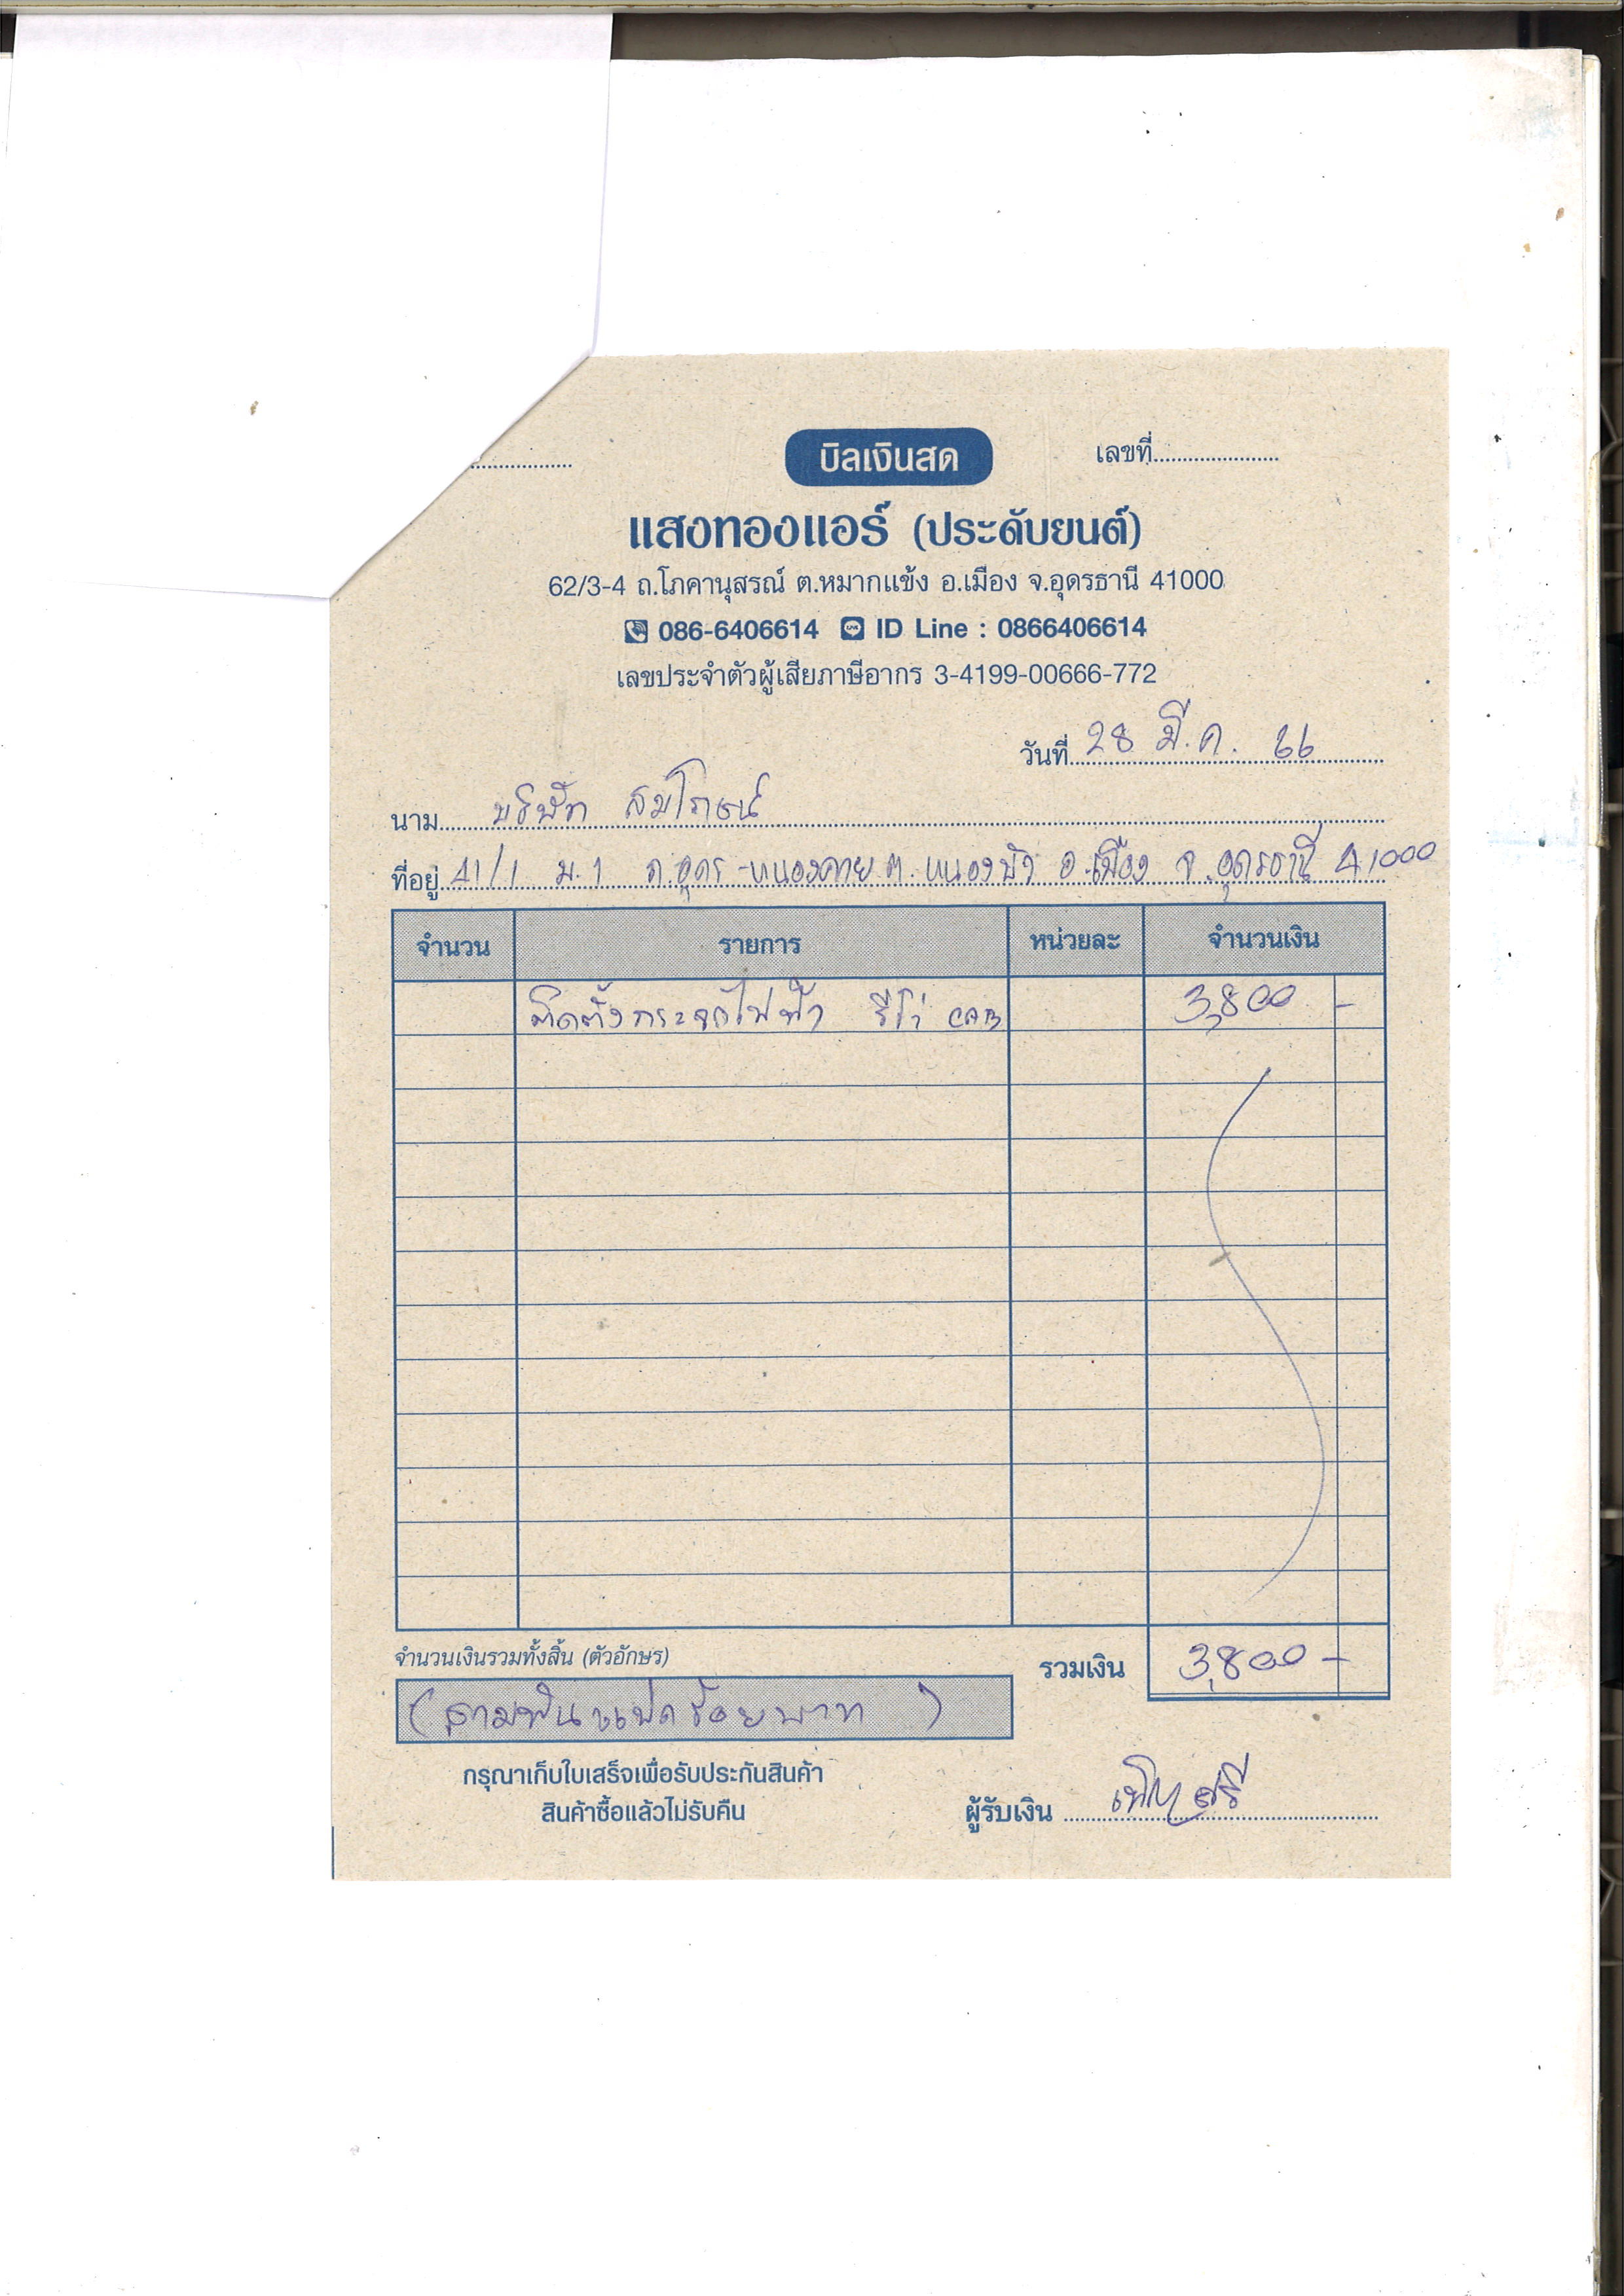 บิลเงินสด
เลขที่
แสงทองแอร์ (ประดับยนต์)
62/3-4 ถ.โภคานุสรณ์ ต.หมากแข้ง อ.เมือง จ.อุดรธานี 41000
086-6406614 ID Line : 0866406614
เลขประจำตัวผู้เสียภาษีอากร 3-4199-00666-772
วันที่ 28 มี.ค. 66
นาม บริษัท สมโภชน์
ที่อยู่ 41/1 ม.1 ถ.อุดร-หนองคาย ต.หนองบัว อ.เมือง จ.อุดรธานี 41000
จำนวน รายการ หน่วยละ จำนวนเงิน
ติดตั้งกระจกไฟฟ้า รีโว่ CAB 3,800 -
จำนวนเงินรวมทั้งสิ้น (ตัวอักษร)
รวมเงิน 3,800 -
(สามพันแปดร้อยบาท)
กรุณาเก็บใบเสร็จเพื่อรับประกันสินค้า
สินค้าซื้อแล้วไม่รับคืน
ผู้รับเงิน